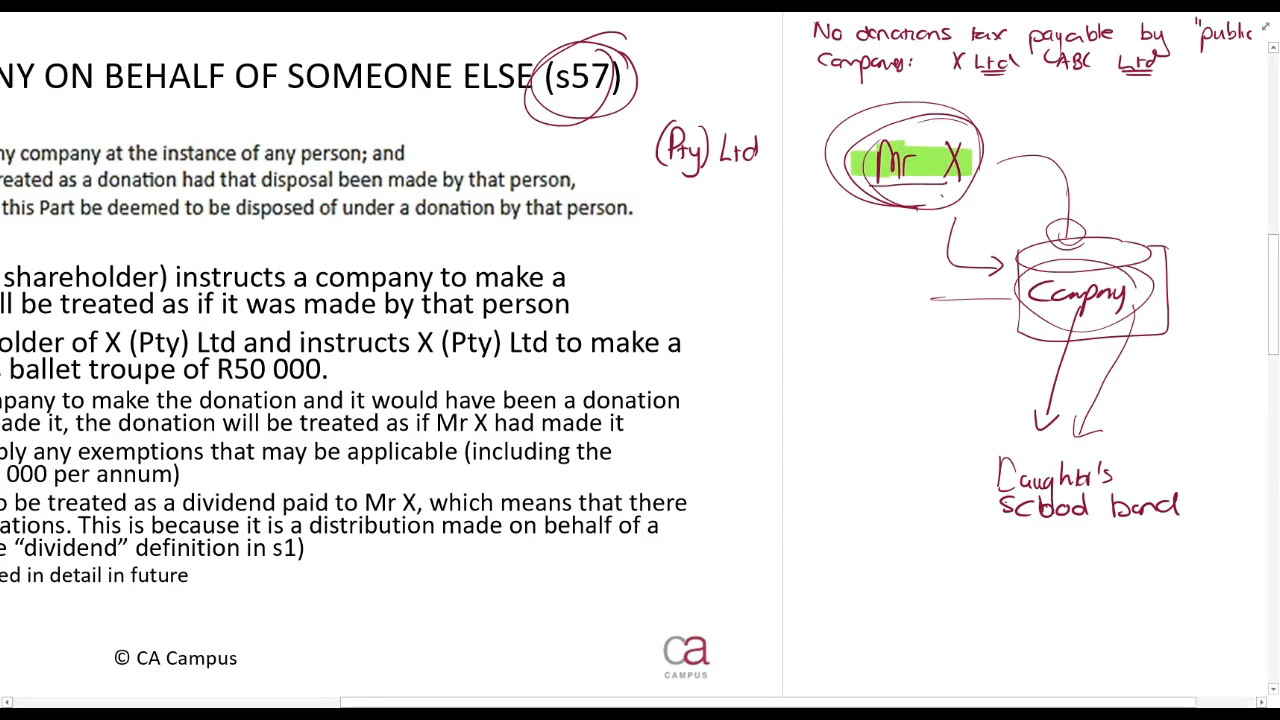 NY ON BEHALF OF SOMEONE ELSE (s57)
ny company at the instance of any person; and
reated as a donation had that disposal been made by that person,
this Part be deemed to be disposed of under a donation by that person.
shareholder) instructs a company to make a
ll be treated as if it was made by that person
older of X (Pty) Ltd and instructs X (Pty) Ltd to make a
s ballet troupe of R50 000.
mpany to make the donation and it would have been a donation
ade it, the donation will be treated as if Mr X had made it
ply any exemptions that may be applicable (including the
000 per annum)
o be treated as a dividend paid to Mr X, which means that there
ations. This is because it is a distribution made on behalf of a
e “dividend” definition in s1)
ed in detail in future
© CA Campus
ca
CAMPUS
(Pty) Ltd
No donations tax payable by "public
Company: X Ltd ABC Ltd
Mr X
Company
Daughter's
School band